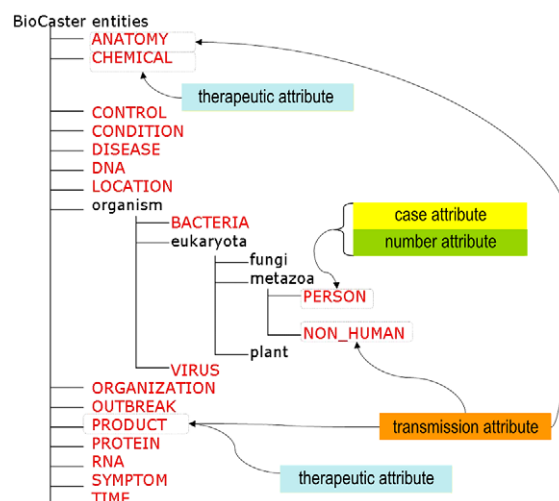 BioCaster entities
ANATOMY
CHEMICAL
therapeutic attribute
CONTROL
CONDITION
DISEASE
DNA
LOCATION
organism
BACTERIA
eukaryota
fungi
metazoa
case attribute
number attribute
PERSON
NON_HUMAN
plant
VIRUS
ORGANIZATION
OUTBREAK
PRODUCT
transmission attribute
PROTEIN
RNA
SYMPTOM
therapeutic attribute
TIME